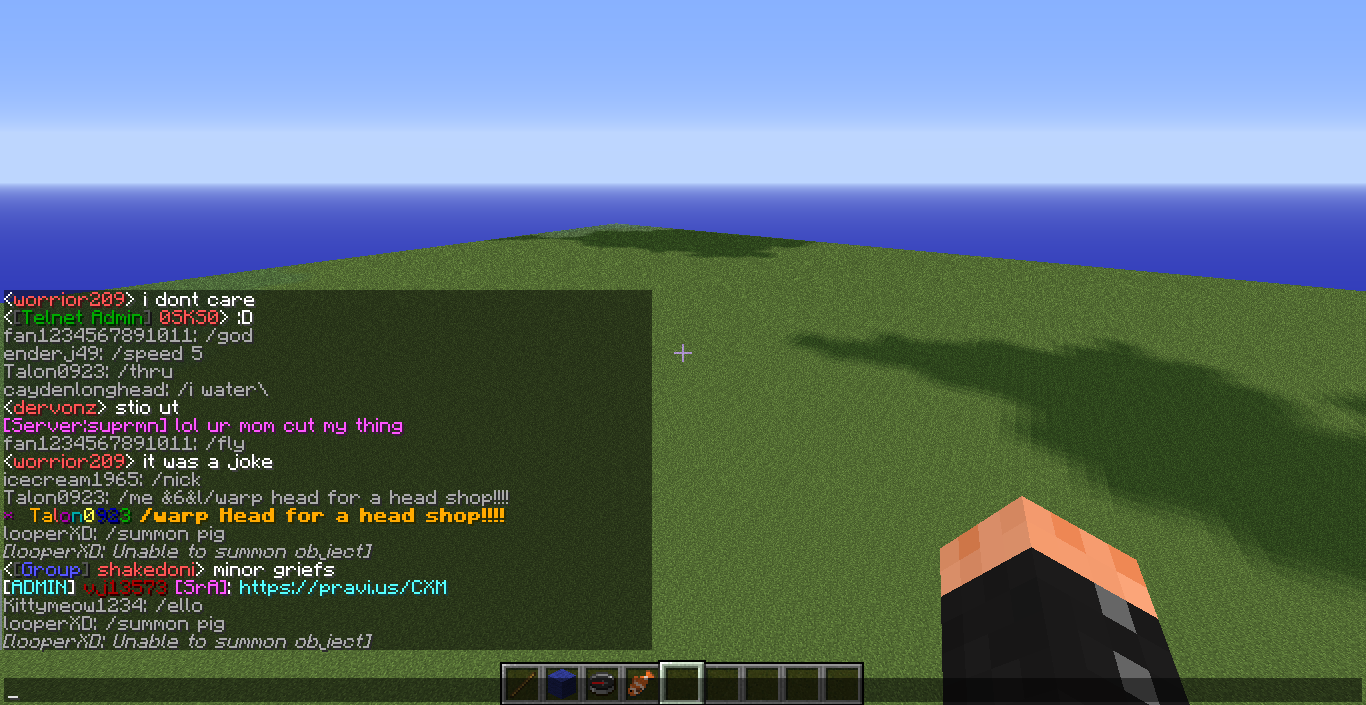 <worrior209> i dont care
<[Telnet Admin] OSKSO> :D
fan1234567891011: /god
enderj49: /speed 5
Talon0923: /thru
caydenlonghead: /i water\
<dervonz> stio ut
[Server:suprmn] lol ur mom cut my thing
fan1234567891011: /fly
<worrior209> it was a joke
icecream1965: /nick
Talon0923: /me &6&l/warp head for a head shop!!!!
* Talon0923 /warp Head for a head shop!!!!
looperXD: /summon pig
[looperXD: Unable to summon object]
<[Group] shakedoni> minor griefs
[ADMIN] vj13573 [SrA]: https://pravi.us/CXM
Kittymeow1234: /ello
looperXD: /summon pig
[looperXD: Unable to summon object]
_